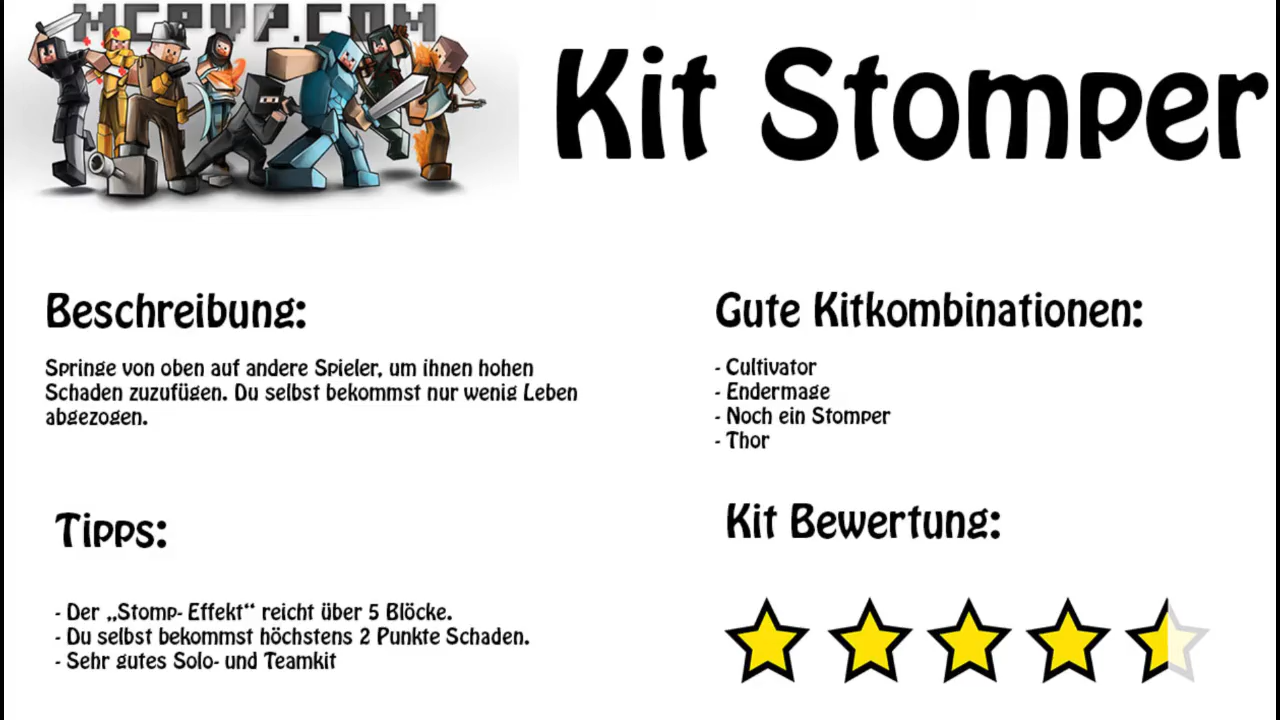 MCPVP.COM
Kit Stomper
Beschreibung:
Springe von oben auf andere Spieler, um ihnen hohen
Schaden zuzufügen. Du selbst bekommst nur wenig Leben
abgezogen.
Gute Kitkombinationen:
- Cultivator
- Endermage
- Noch ein Stomper
- Thor
Tipps:
- Der „Stomp- Effekt“ reicht über 5 Blöcke.
- Du selbst bekommst höchstens 2 Punkte Schaden.
- Sehr gutes Solo- und Teamkit
Kit Bewertung: